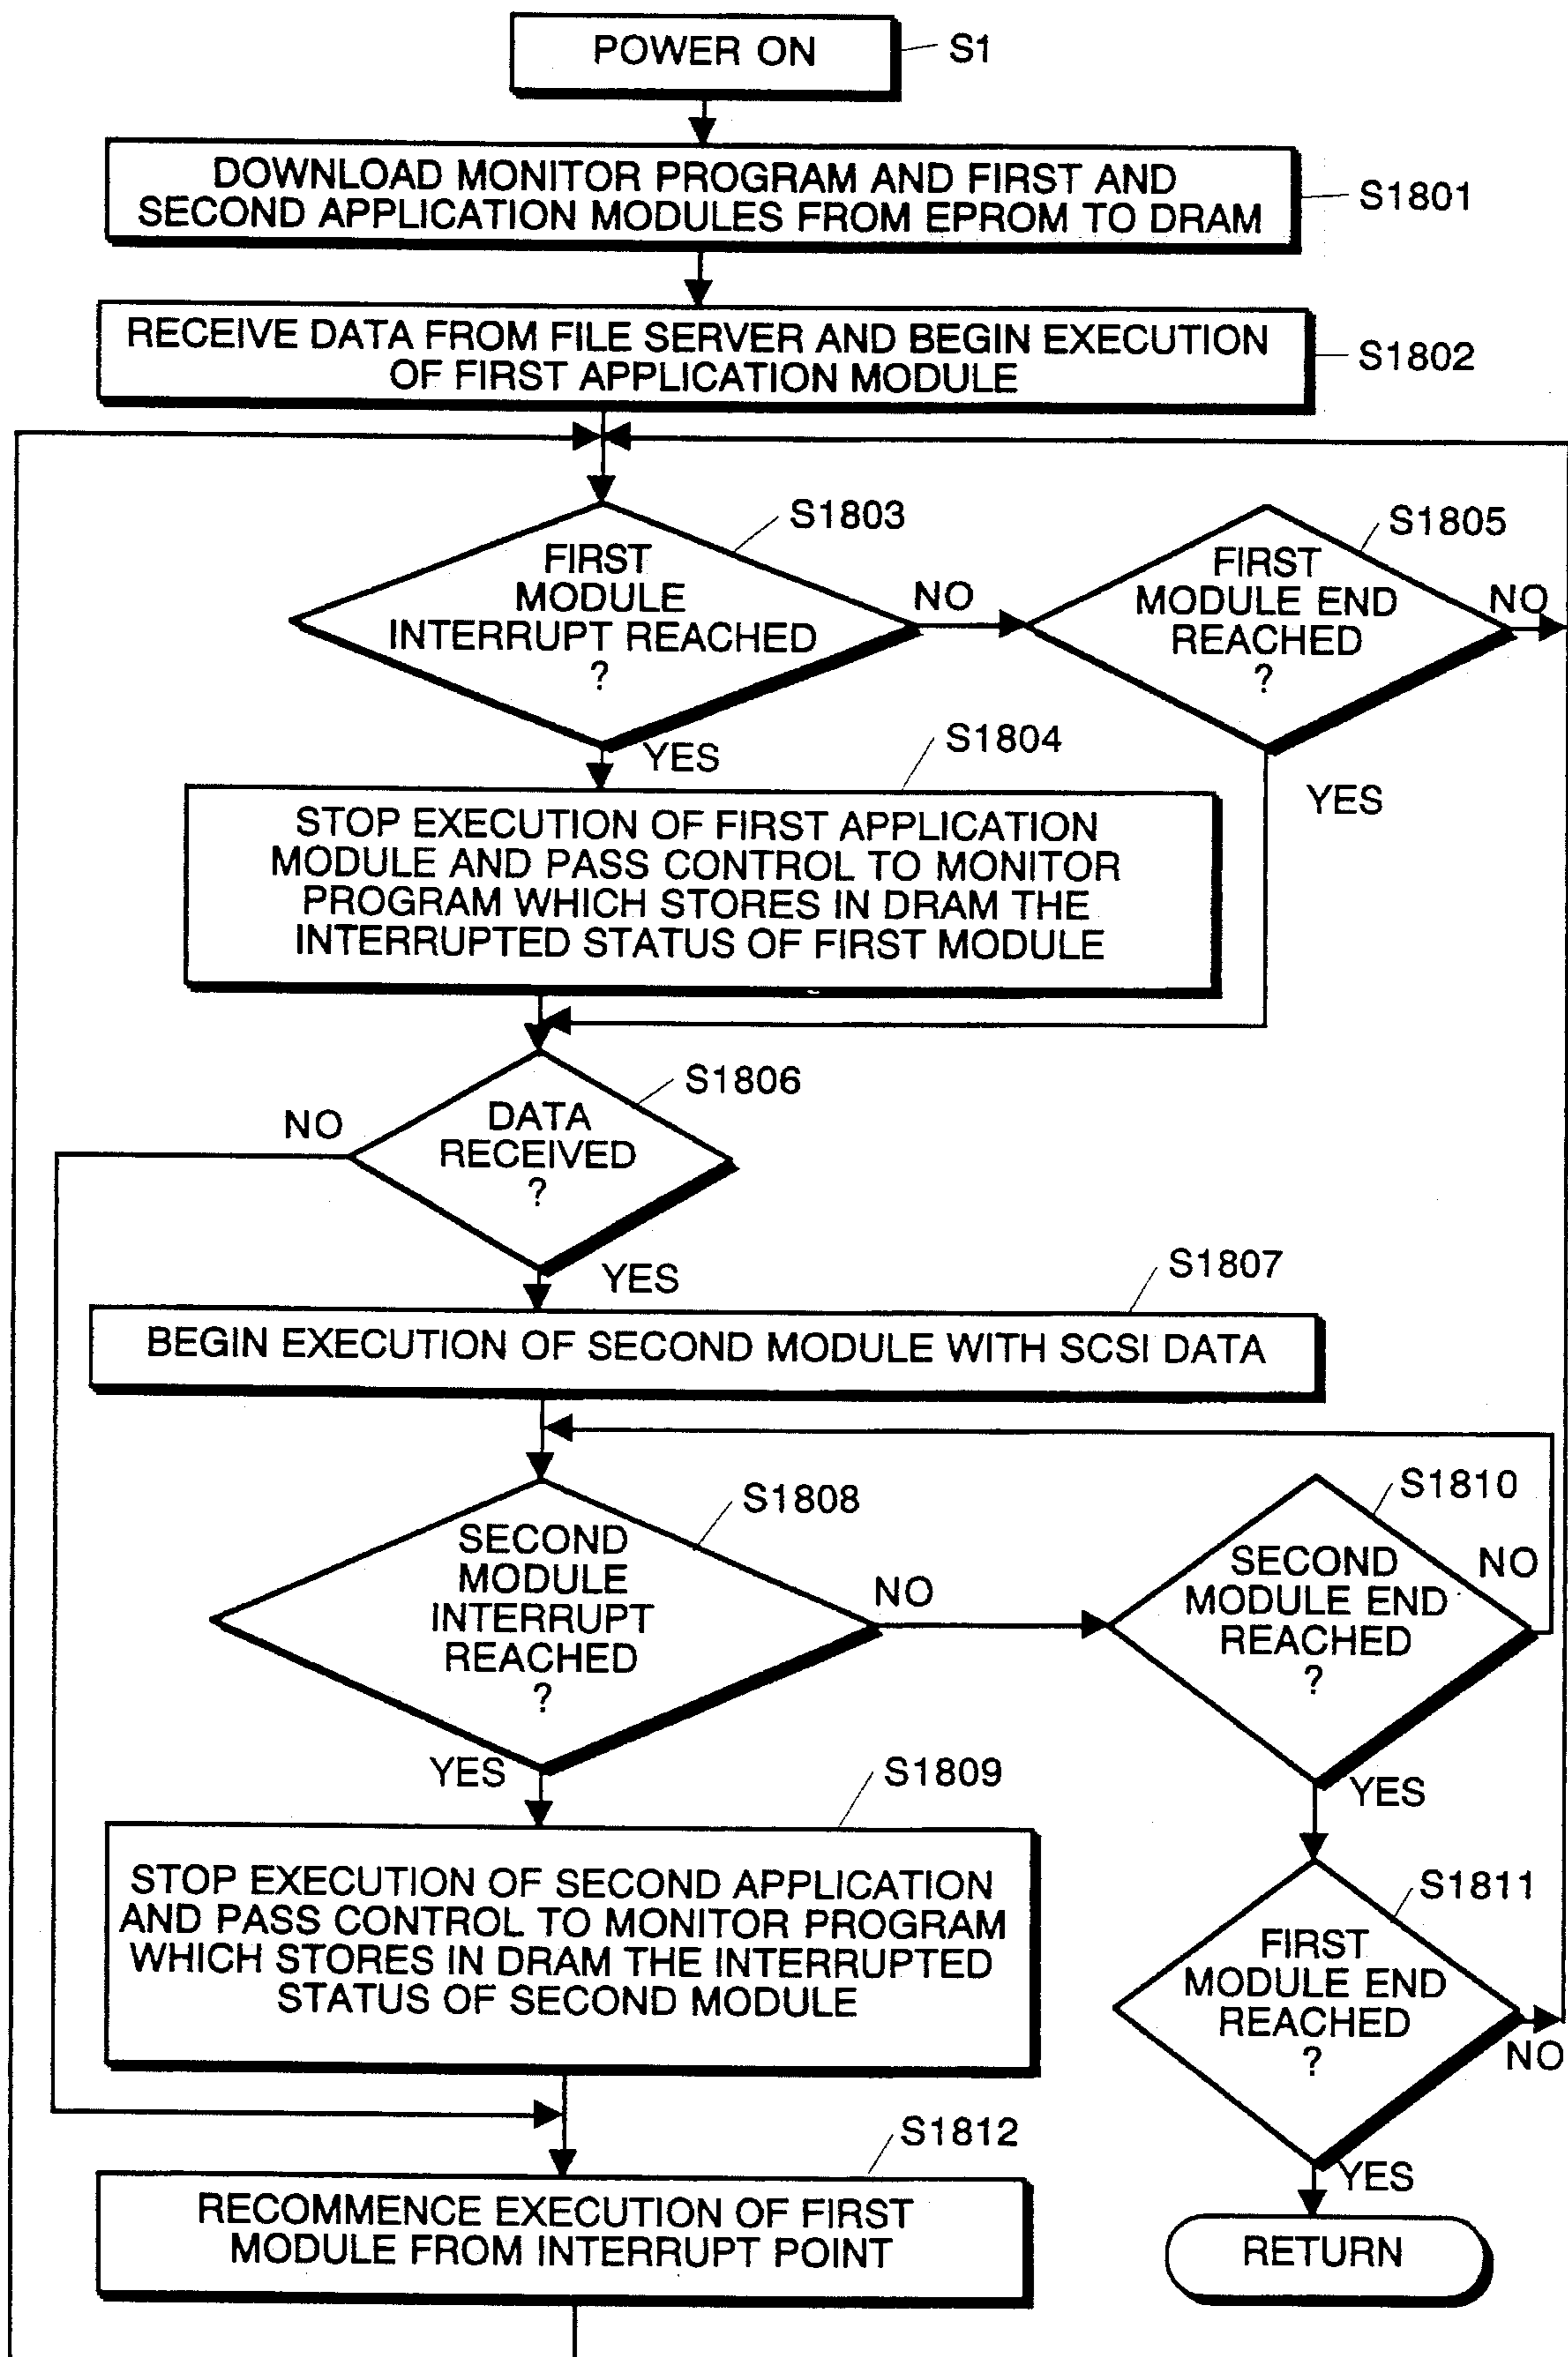 POWER ON
S1
DOWNLOAD MONITOR PROGRAM AND FIRST AND
SECOND APPLICATION MODULES FROM EPROM TO DRAM
S1801
RECEIVE DATA FROM FILE SERVER AND BEGIN EXECUTION
OF FIRST APPLICATION MODULE
S1802
S1803
FIRST
MODULE
INTERRUPT REACHED
?
NO
YES
S1805
FIRST
MODULE END
REACHED
?
NO
YES
S1804
STOP EXECUTION OF FIRST APPLICATION
MODULE AND PASS CONTROL TO MONITOR
PROGRAM WHICH STORES IN DRAM THE
INTERRUPTED STATUS OF FIRST MODULE
S1806
DATA
RECEIVED
?
NO
YES
S1807
BEGIN EXECUTION OF SECOND MODULE WITH SCSI DATA
S1808
SECOND
MODULE
INTERRUPT
REACHED
?
NO
YES
S1810
SECOND
MODULE END
REACHED
?
NO
YES
S1809
STOP EXECUTION OF SECOND APPLICATION
AND PASS CONTROL TO MONITOR PROGRAM
WHICH STORES IN DRAM THE INTERRUPTED
STATUS OF SECOND MODULE
S1811
FIRST
MODULE END
REACHED
?
NO
YES
S1812
RECOMMENCE EXECUTION OF FIRST
MODULE FROM INTERRUPT POINT
RETURN